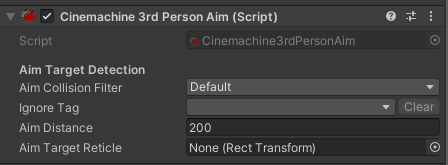 Cinemachine 3rd Person Aim (Script)
Script Cinemachine3rdPersonAim
Aim Target Detection
Aim Collision Filter Default
Ignore Tag Clear
Aim Distance 200
Aim Target Reticle None (Rect Transform)